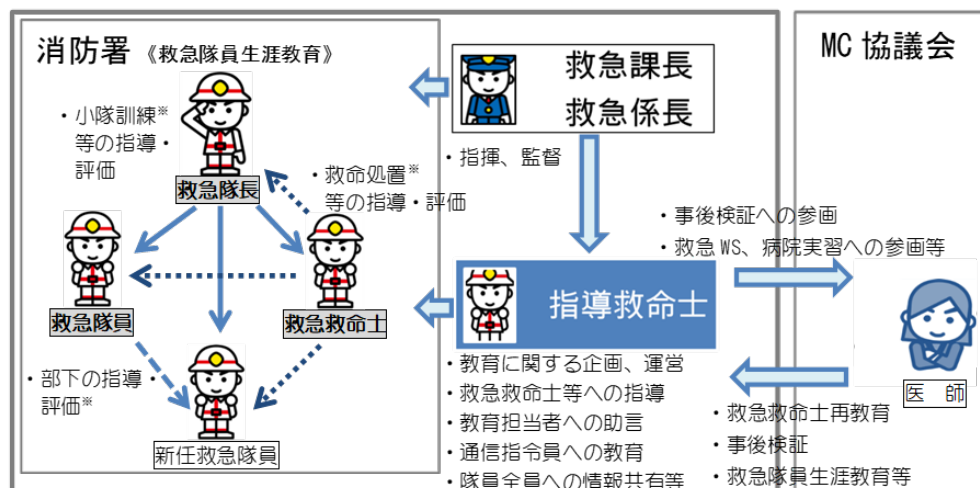 消防署 《救急隊員生涯教育》
・小隊訓練※
等の指導・
評価
救急隊長
・救命処置※
等の指導・評価
救急隊員
救急救命士
・部下の指導・
評価※
新任救急隊員
救急課長
救急係長
・指揮、監督
指導救命士
・教育に関する企画、運営
・救急救命士等への指導
・教育担当者への助言
・通信指令員への教育
・隊員全員への情報共有等
MC 協議会
・事後検証への参画
・救急 WS、病院実習への参画等
医 師
・救急救命士再教育
・事後検証
・救急隊員生涯教育等